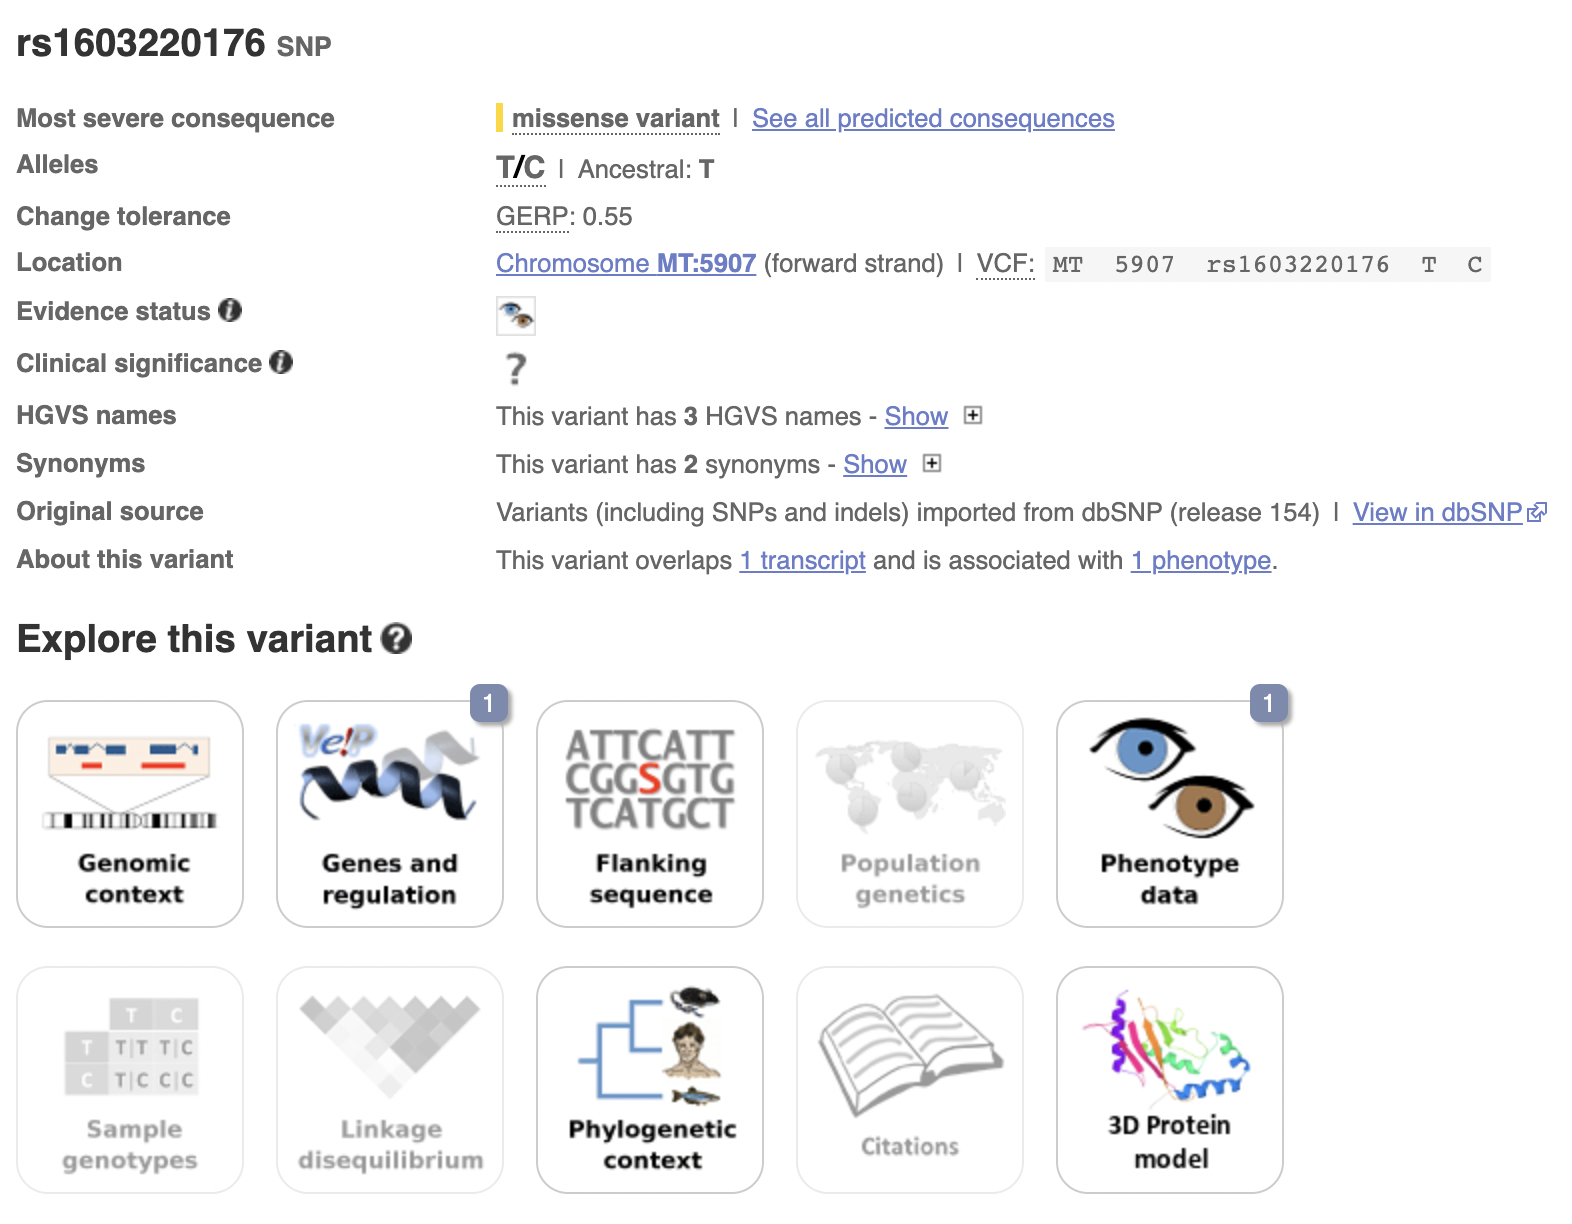 rs1603220176 SNP
Most severe consequence missense variant | See all predicted consequences
Alleles T/C | Ancestral: T
Change tolerance GERP: 0.55
Location Chromosome MT:5907 (forward strand) | VCF: MT 5907 rs1603220176 T C
Evidence status i
Clinical significance i ?
HGVS names This variant has 3 HGVS names - Show +
Synonyms This variant has 2 synonyms - Show +
Original source Variants (including SNPs and indels) imported from dbSNP (release 154) | View in dbSNP
About this variant This variant overlaps 1 transcript and is associated with 1 phenotype.
Explore this variant ?
Genomic
context
1
Ve!P
Genes and
regulation
ATTCATT
CGGSGTG
TCATGCT
Flanking
sequence
Population
genetics
1
Phenotype
data
T C
T T|T T|C
C T|C C|C
Sample
genotypes
Linkage
disequilibrium
Phylogenetic
context
Citations
3D Protein
model